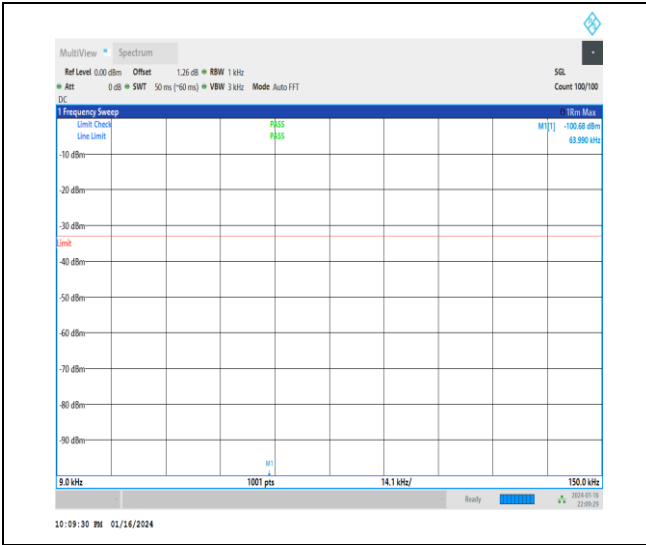 MultiView Spectrum
Ref Level 0.00 dBm Offset 1.26 dB RBW 1 kHz SGL
Att 0 dB SWT 50 ms (~60 ms) VBW 3 kHz Mode Auto FFT Count 100/100
DC
1 Frequency Sweep 1Rm Max
Limit Check PASS M1[1] -100.68 dBm
Line Limit PASS 63.990 kHz
-10 dBm
-20 dBm
-30 dBm
Limit
-40 dBm
-50 dBm
-60 dBm
-70 dBm
-80 dBm
-90 dBm
M1
9.0 kHz 1001 pts 14.1 kHz/ 150.0 kHz
Ready 2024-01-16
22:09:29
10:09:30 PM 01/16/2024